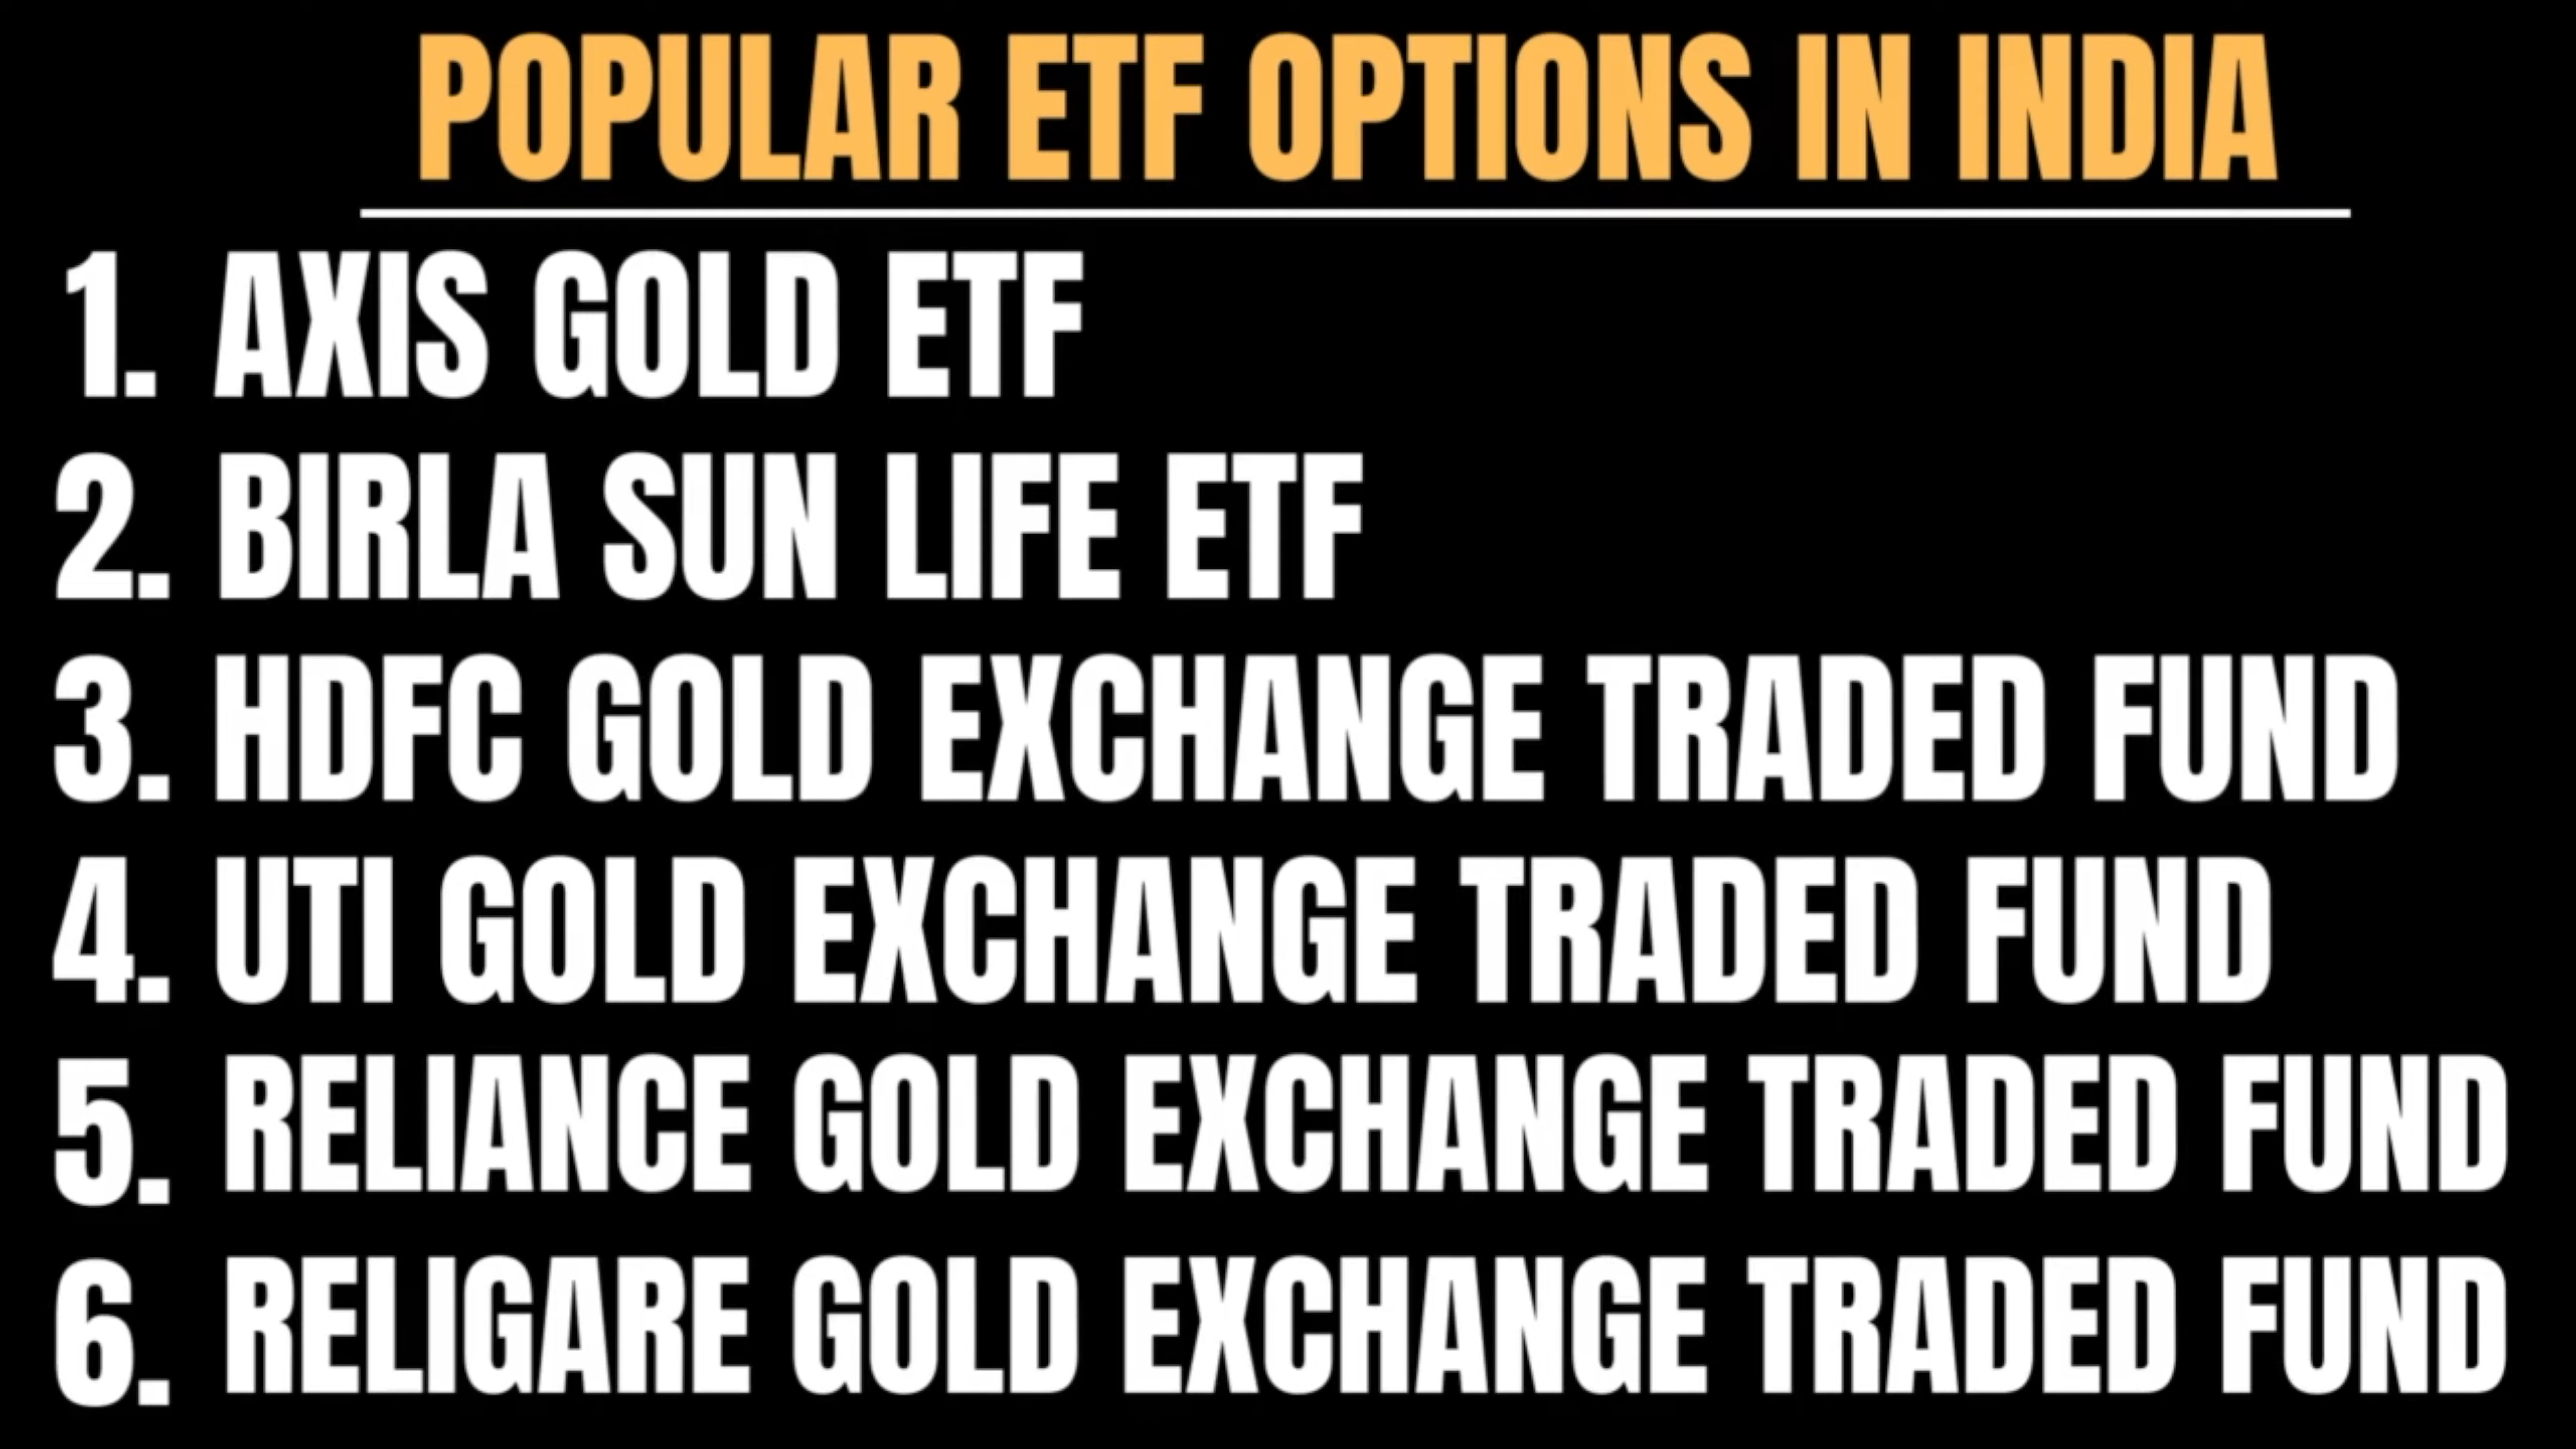 POPULAR ETF OPTIONS IN INDIA
1. AXIS GOLD ETF
2. BIRLA SUN LIFE ETF
3. HDFC GOLD EXCHANGE TRADED FUND
4. UTI GOLD EXCHANGE TRADED FUND
5. RELIANCE GOLD EXCHANGE TRADED FUND
6. RELIGARE GOLD EXCHANGE TRADED FUND